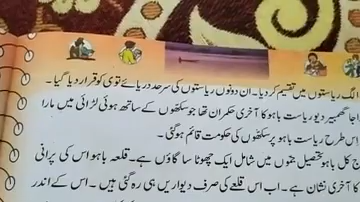 الگ ریاستوں میں تقسیم کر دیا۔ ان دونوں ریاستوں کی سرحد دریائے توی کو قرار دیا گیا۔
اجا گھمبیر دیو ریاست باہو کا آخری حکمران تھا جو سکھوں کے ساتھ ہوئی لڑائی میں مارا
اس طرح ریاست باہو پر سکھوں کی حکومت قائم ہو گئی۔
ج کل باہو تحصیل جموں میں شامل ایک چھوٹا سا گاؤں ہے۔ قلعہ باہو اس کی پرانی
کا آخری نشان ہے۔ اب اس قلعے کی صرف دیواریں ہی رہ گئی ہیں۔ اس کے اندر